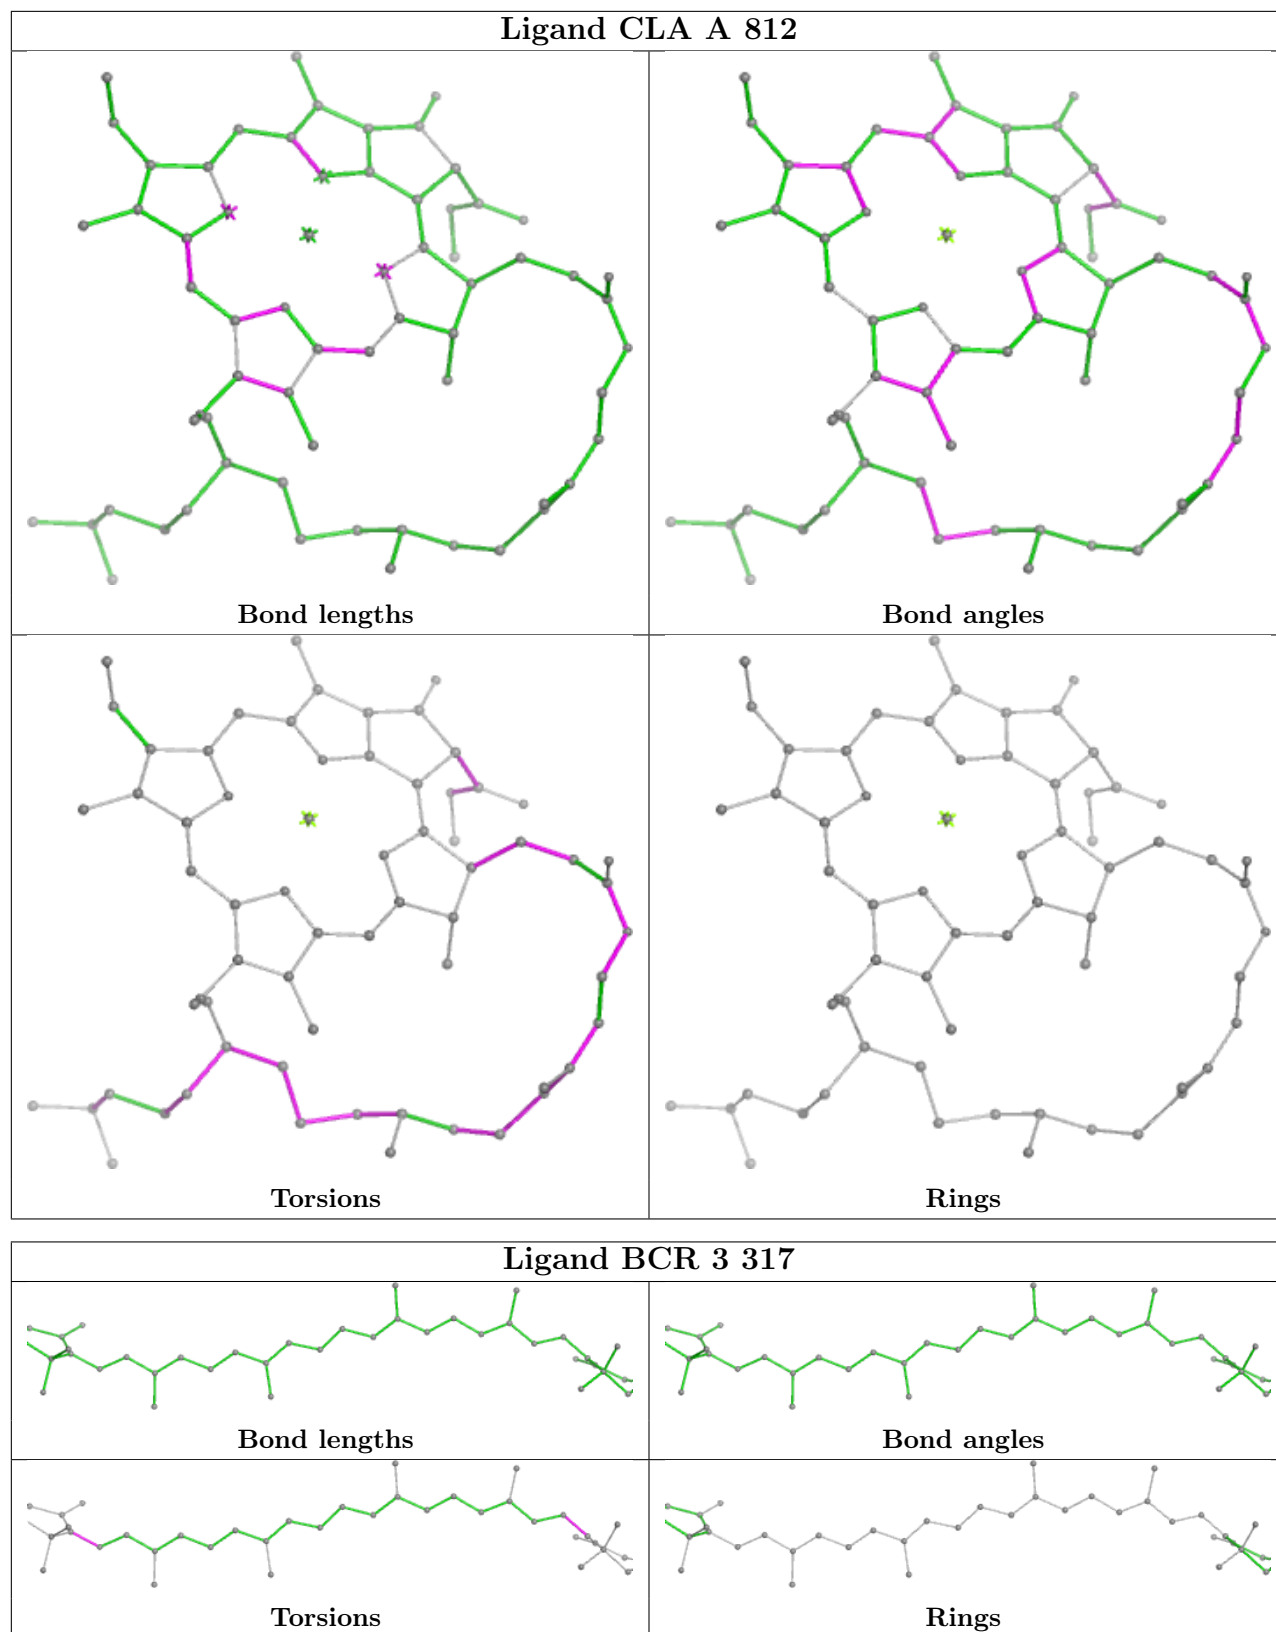 Ligand CLA A 812
Bond lengths
Bond angles
Torsions
Rings
Ligand BCR 3 317
Bond lengths
Bond angles
Torsions
Rings